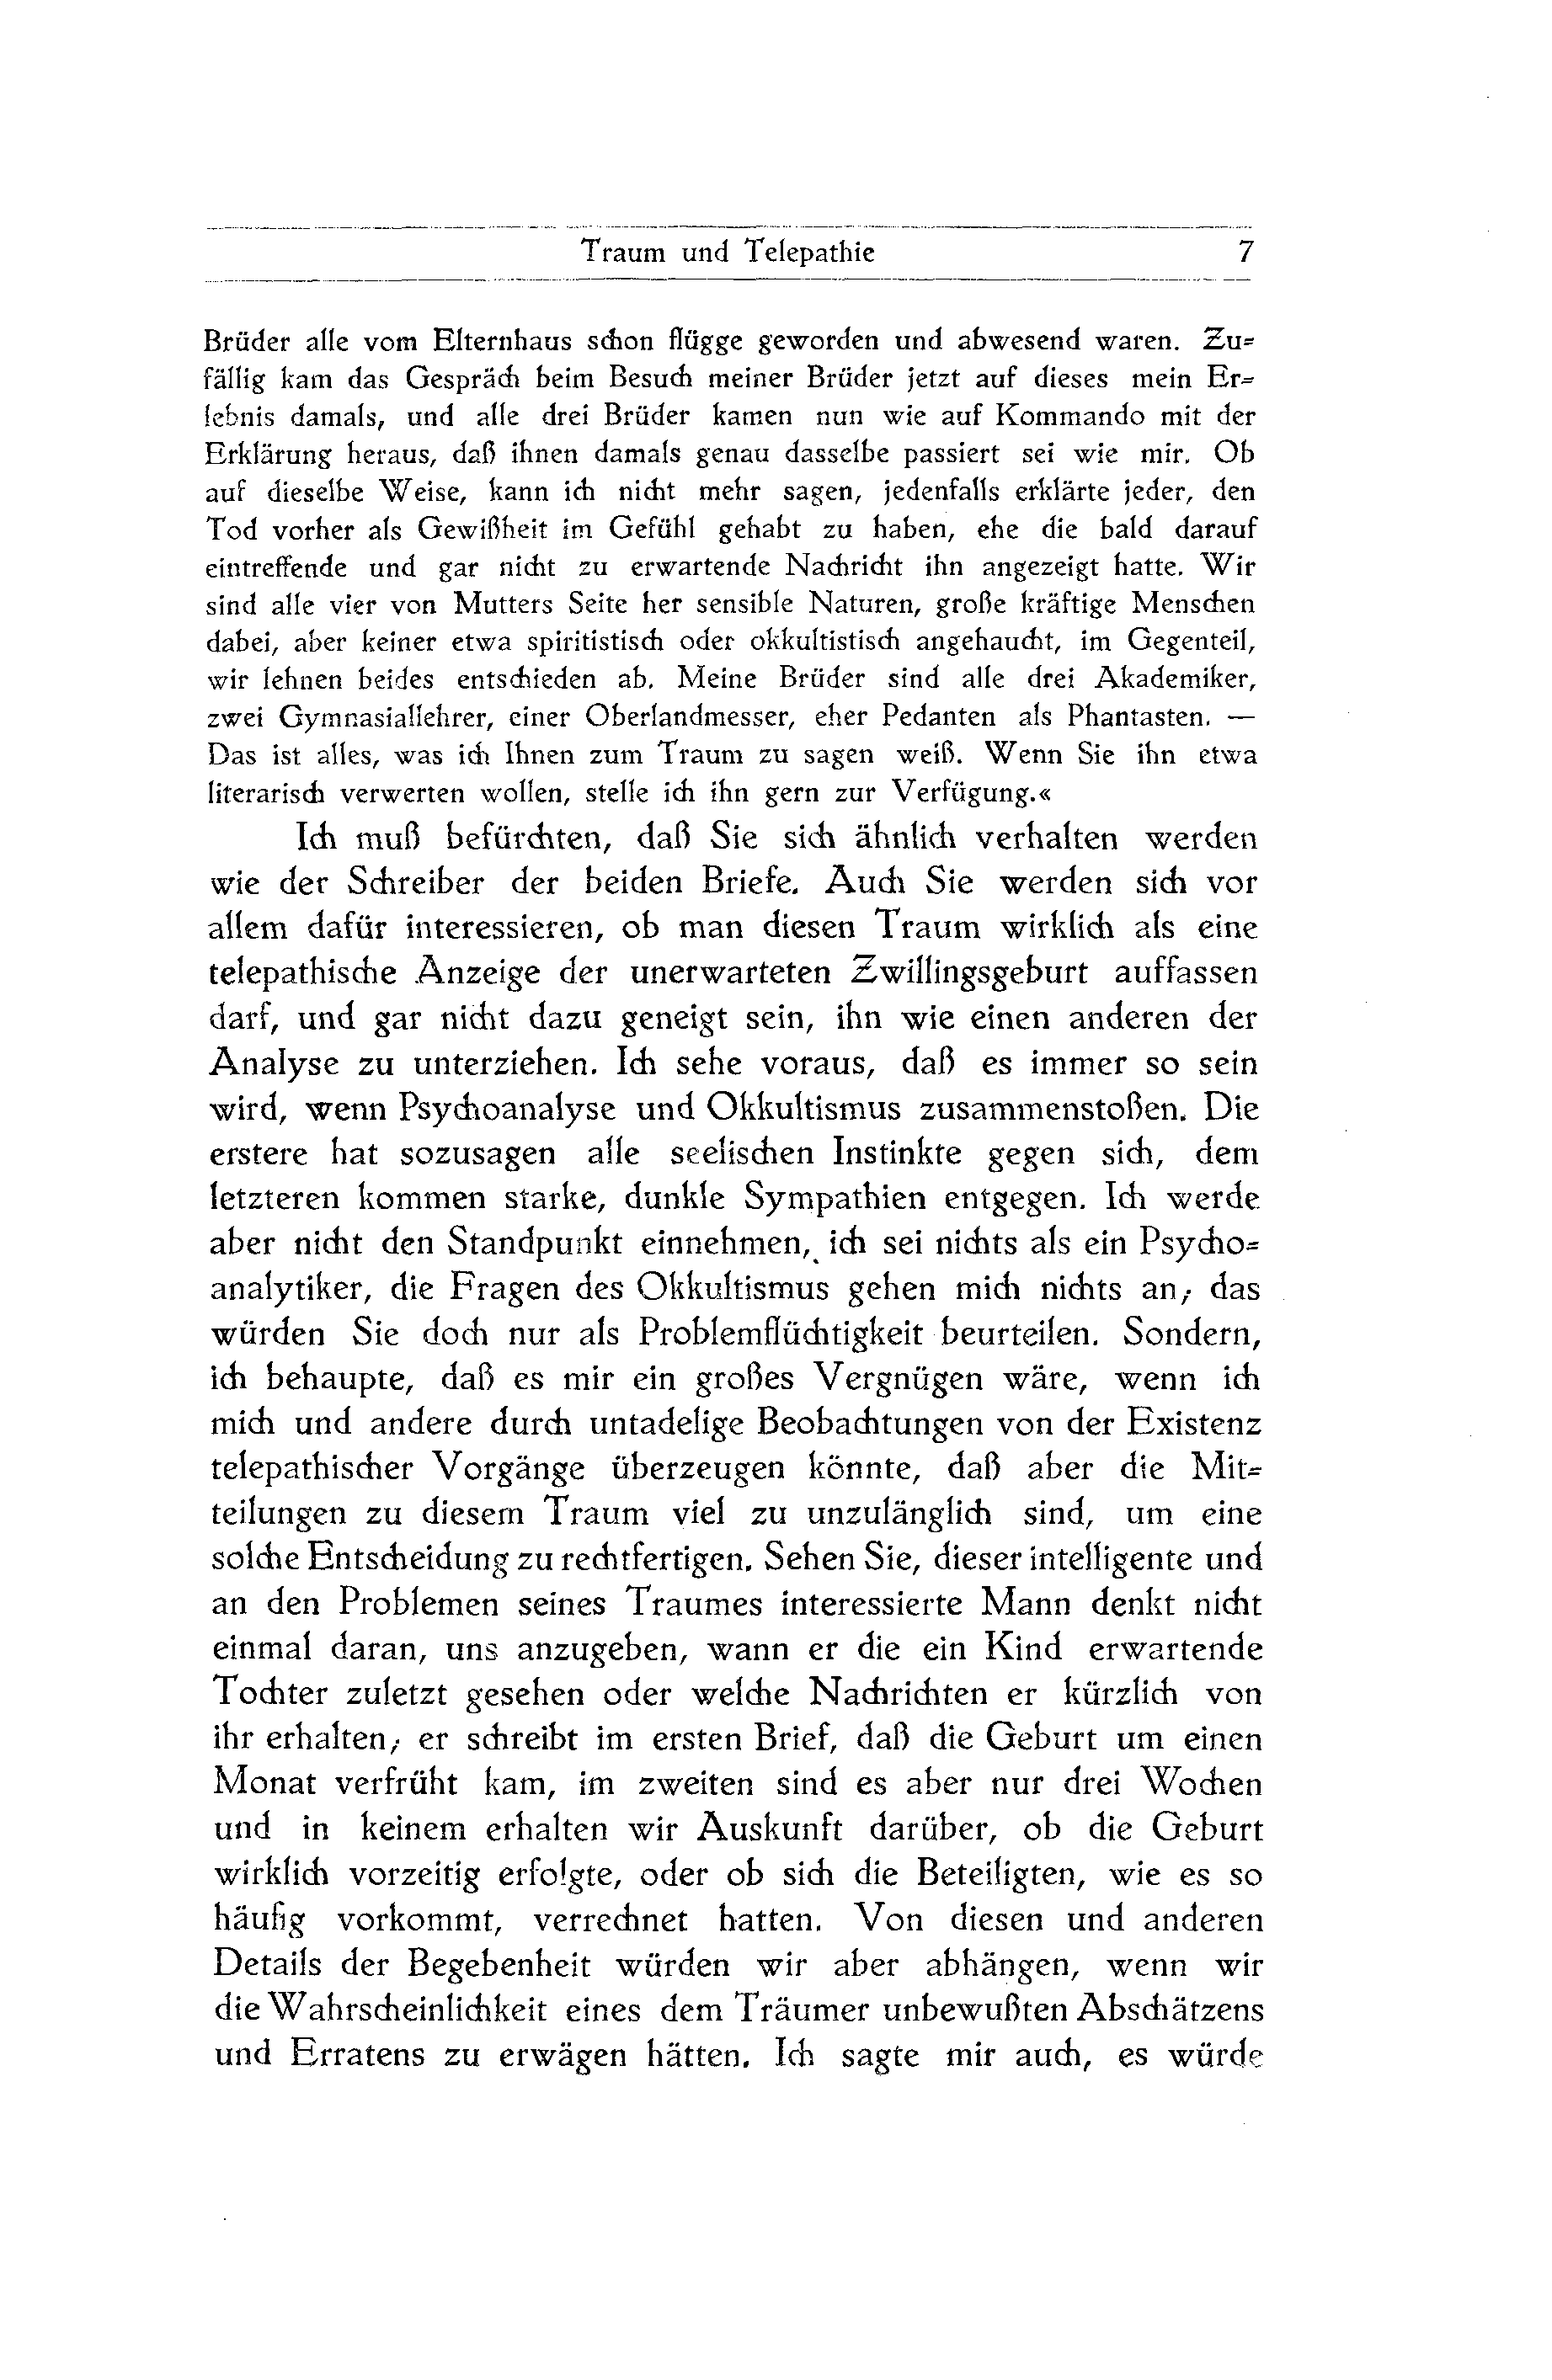 Traum und Telepathie 7
Brüder alle vom Elternhaus schon flügge geworden und abwesend waren. Zu-
fällig kam das Gespräch beim Besuch meiner Brüder jetzt auf dieses mein Er-
lebnis damals, und alle drei Brüder kamen nun wie auf Kommando mit der
Erklärung heraus, daß ihnen damals genau dasselbe passiert sei wie mir. Ob
auf dieselbe Weise, kann ich nicht mehr sagen, jedenfalls erklärte jeder, den
Tod vorher als Gewißheit im Gefühl gehabt zu haben, ehe die bald darauf
eintreffende und gar nicht zu erwartende Nachricht ihn angezeigt hatte. Wir
sind alle vier von Mutters Seite her sensible Naturen, große kräftige Menschen
dabei, aber keiner etwa spiritistisch oder okkultistisch angehaucht, im Gegenteil,
wir lehnen beides entschieden ab. Meine Brüder sind alle drei Akademiker,
zwei Gymnasiallehrer, einer Oberlandmesser, eher Pedanten als Phantasten. —
Das ist alles, was ich Ihnen zum Traum zu sagen weiß. Wenn Sie ihn etwa
literarisch verwerten wollen, stelle ich ihn gern zur Verfügung.«
Ich muß befürchten, daß Sie sich ähnlich verhalten werden
wie der Schreiber der beiden Briefe. Auch Sie werden sich vor
allem dafür interessieren, ob man diesen Traum wirklich als eine
telepathische Anzeige der unerwarteten Zwillingsgeburt auffassen
darf, und gar nicht dazu geneigt sein, ihn wie einen anderen der
Analyse zu unterziehen. Ich sehe voraus, daß es immer so sein
wird, wenn Psychoanalyse und Okkultismus zusammenstoßen. Die
erstere hat sozusagen alle seelischen Instinkte gegen sich, dem
letzteren kommen starke, dunkle Sympathien entgegen. Ich werde
aber nicht den Standpunkt einnehmen, ich sei nichts als ein Psycho-
analytiker, die Fragen des Okkultismus gehen mich nichts an; das
würden Sie doch nur als Problemflüchtigkeit beurteilen. Sondern,
ich behaupte, daß es mir ein großes Vergnügen wäre, wenn ich
mich und andere durch untadelige Beobachtungen von der Existenz
telepathischer Vorgänge überzeugen könnte, daß aber die Mit-
teilungen zu diesem Traum viel zu unzulänglich sind, um eine
solche Entscheidung zu rechtfertigen. Sehen Sie, dieser intelligente und
an den Problemen seines Traumes interessierte Mann denkt nicht
einmal daran, uns anzugeben, wann er die ein Kind erwartende
Tochter zuletzt gesehen oder welche Nachrichten er kürzlich von
ihr erhalten; er schreibt im ersten Brief, daß die Geburt um einen
Monat verfrüht kam, im zweiten sind es aber nur drei Wochen
und in keinem erhalten wir Auskunft darüber, ob die Geburt
wirklich vorzeitig erfolgte, oder ob sich die Beteiligten, wie es so
häufig vorkommt, verrechnet hatten. Von diesen und anderen
Details der Begebenheit würden wir aber abhängen, wenn wir
die Wahrscheinlichkeit eines dem Träumer unbewußten Abschätzens
und Erratens zu erwägen hätten. Ich sagte mir auch, es würde